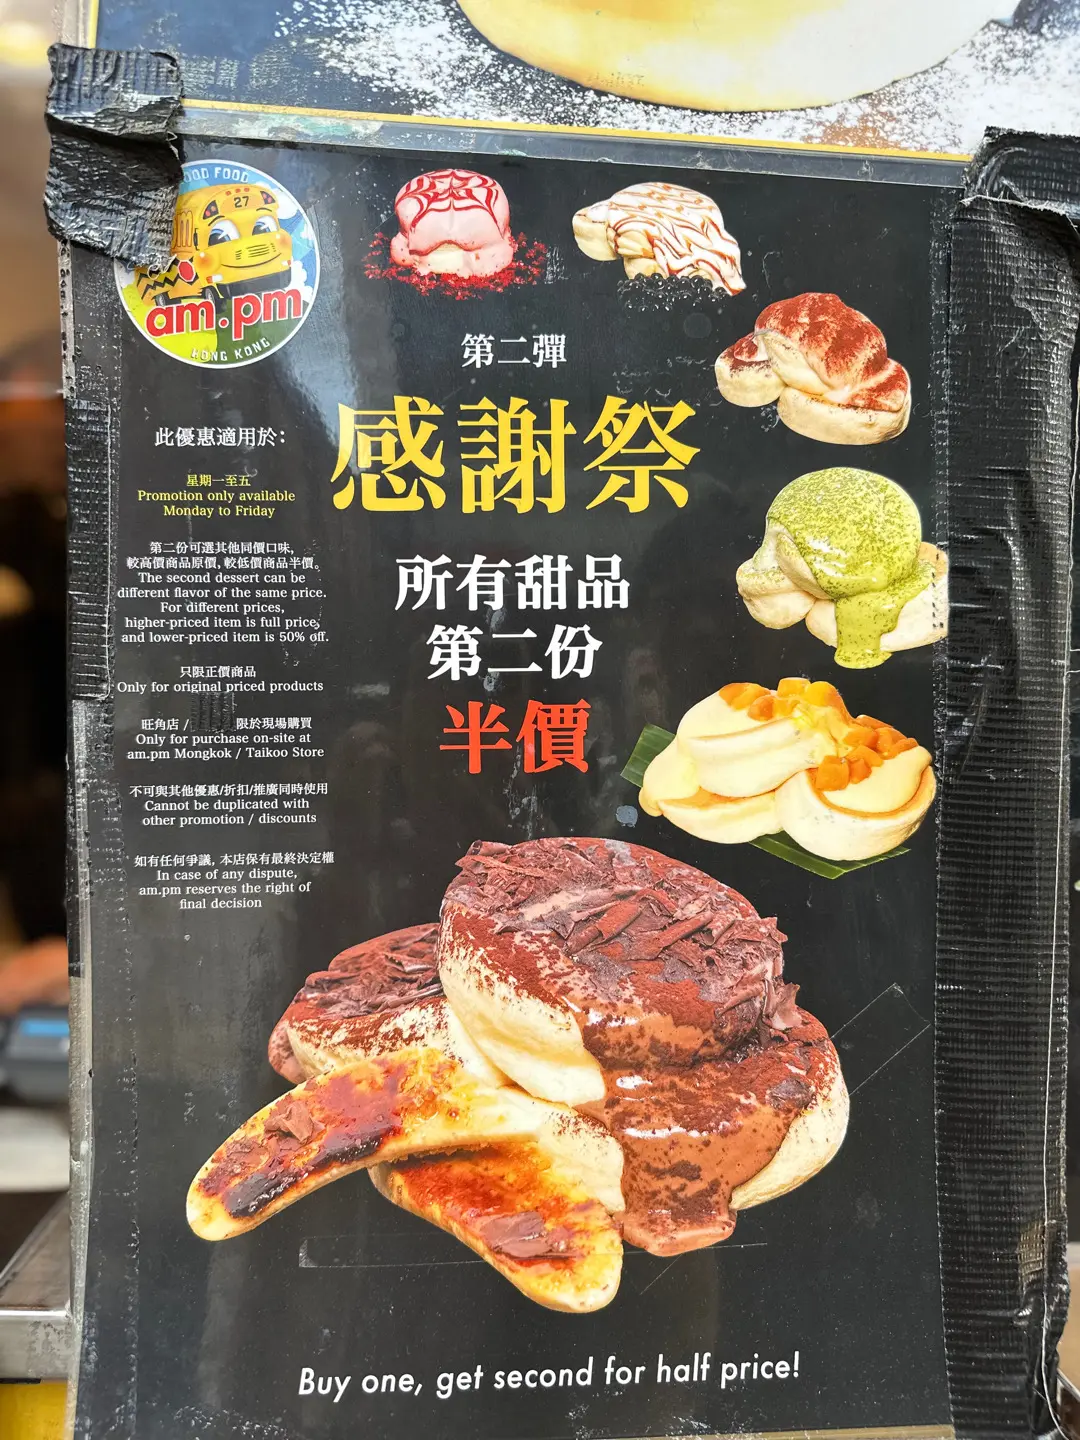 FOOD
27
am.pm
HONG KONG
第二彈
感謝祭
所有甜品
第二份
半價
此優惠適用於：
星期一至五
Promotion only available
Monday to Friday
第二份可選其他同價口味,
較高價商品原價, 較低價商品半價。
The second dessert can be
different flavor of the same price.
For different prices,
higher-priced item is full price,
and lower-priced item is 50% off.
只限正價商品
Only for original priced products
旺角店 / 限於現場購買
Only for purchase on-site at
am.pm Mongkok / Taikoo Store
不可與其他優惠/折扣/推廣同時使用
Cannot be duplicated with
other promotion / discounts
如有任何爭議, 本店保有最終決定權
In case of any dispute,
am.pm reserves the right of
final decision
Buy one, get second for half price!